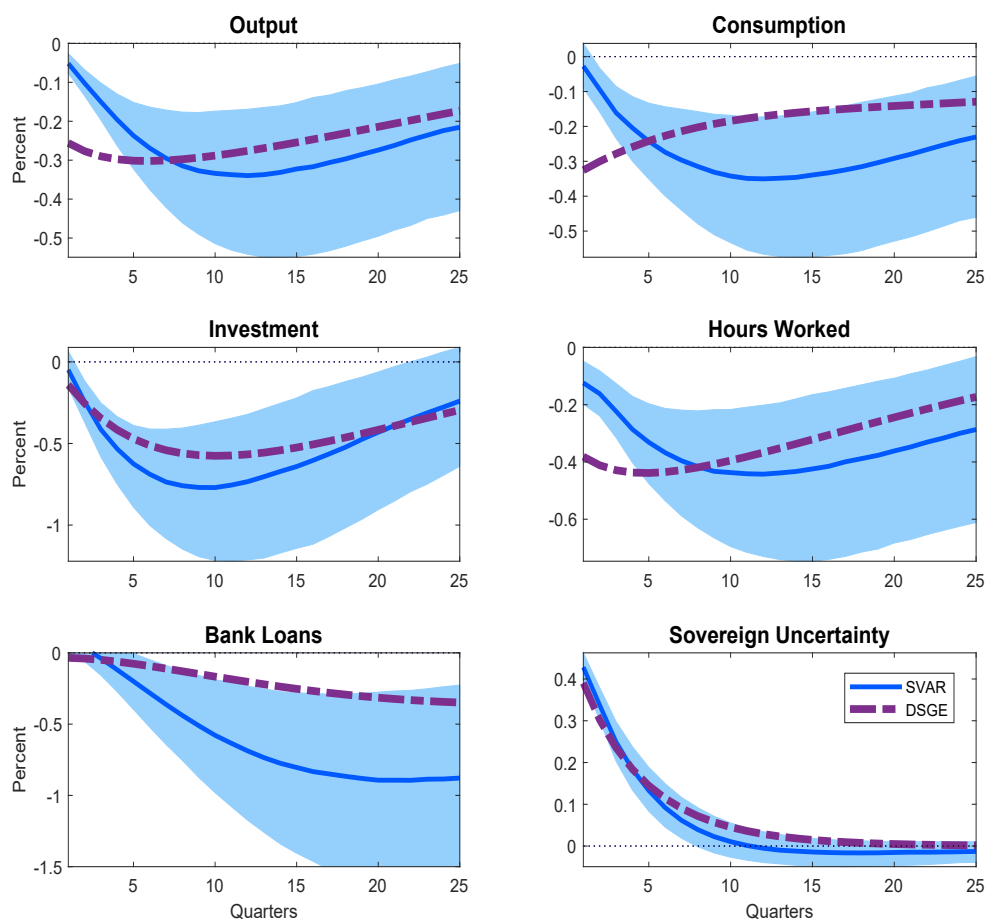 Output
Percent
0
-0.1
-0.2
-0.3
-0.4
-0.5
5 10 15 20 25
Consumption
0
-0.1
-0.2
-0.3
-0.4
-0.5
5 10 15 20 25
Investment
Percent
0
-0.5
-1
5 10 15 20 25
Hours Worked
0
-0.2
-0.4
-0.6
5 10 15 20 25
Bank Loans
Percent
0
-0.5
-1
-1.5
5 10 15 20 25
Quarters
Sovereign Uncertainty
0.4
0.3
0.2
0.1
0
5 10 15 20 25
Quarters
SVAR
DSGE